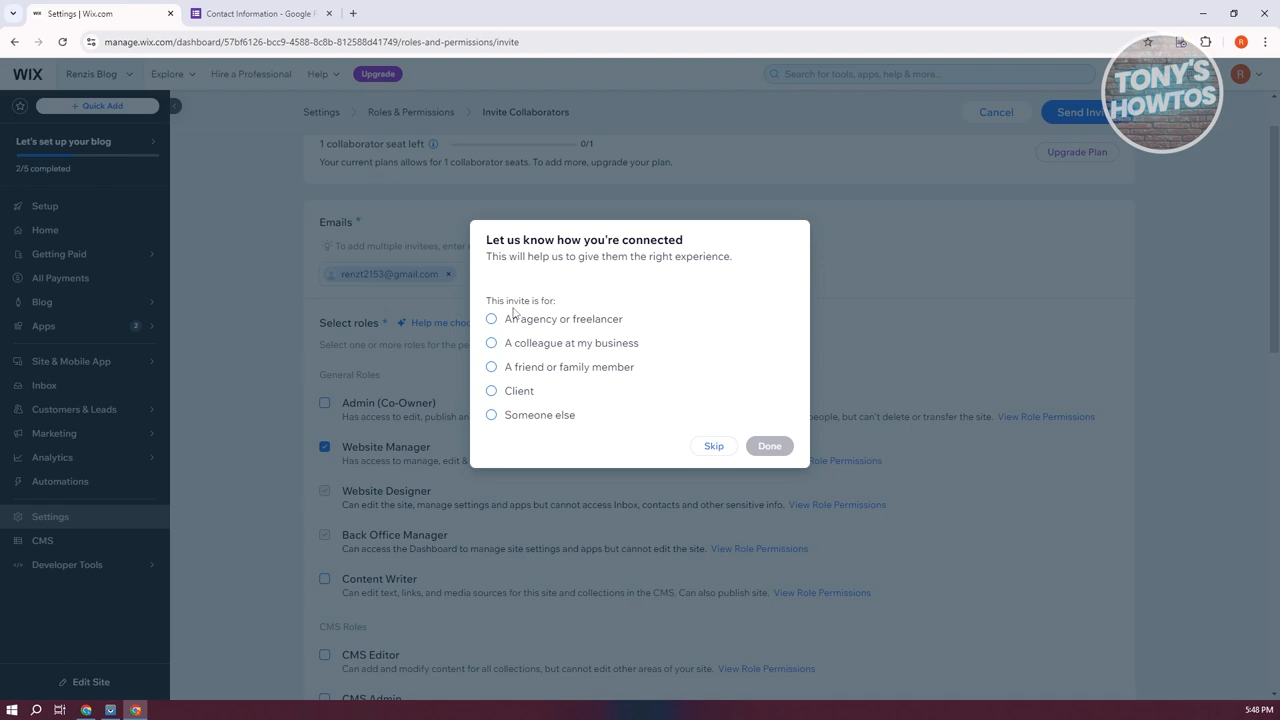 Settings | Wix.com
Contact Information - Google F
manage.wix.com/dashboard/57bf6126-bcc9-4588-8c8b-812588d41749/roles-and-permissions/invite
R
WIX
Renzis Blog
Explore
Hire a Professional
Help
Upgrade
Search for tools, apps, help & more...
R
TONY'S
HOWTOS
+ Quick Add
Settings
Roles & Permissions
Invite Collaborators
Cancel
Send Invi
Let's set up your blog
2/5 completed
1 collaborator seat left
0/1
Your current plans allows for 1 collaborator seats. To add more, upgrade your plan.
Upgrade Plan
Setup
Home
Getting Paid
All Payments
Blog
Apps
2
Site & Mobile App
Inbox
Customers & Leads
Marketing
Analytics
Automations
Settings
CMS
Developer Tools
Edit Site
Emails *
To add multiple invitees, enter
renzt2153@gmail.com
Select roles *
Help me choo
Select one or more roles for the pe
General Roles
Admin (Co-Owner)
Has access to edit, publish an
people, but can't delete or transfer the site.
View Role Permissions
Website Manager
Has access to manage, edit &
Role Permissions
Website Designer
Can edit the site, manage settings and apps but cannot access Inbox, contacts and other sensitive info.
View Role Permissions
Back Office Manager
Can access the Dashboard to manage site settings and apps but cannot edit the site.
View Role Permissions
Content Writer
Can edit text, links, and media sources for this site and collections in the CMS. Can also publish site.
View Role Permissions
CMS Roles
CMS Editor
Can add and modify content for all collections, but cannot edit other areas of your site.
View Role Permissions
CMS Admin
Let us know how you're connected
This will help us to give them the right experience.
This invite is for:
An agency or freelancer
A colleague at my business
A friend or family member
Client
Someone else
Skip
Done
5:48 PM